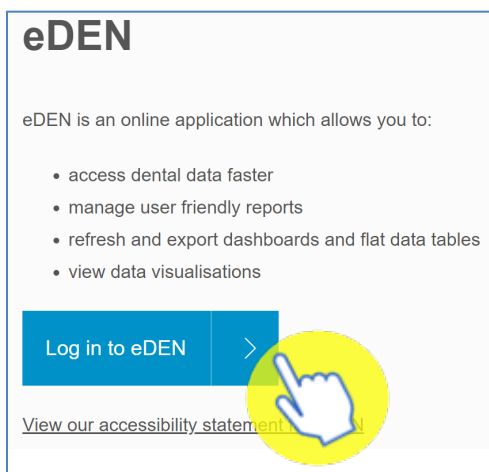 eDEN
eDEN is an online application which allows you to:
• access dental data faster
• manage user friendly reports
• refresh and export dashboards and flat data tables
• view data visualisations
Log in to eDEN
View our accessibility statement N